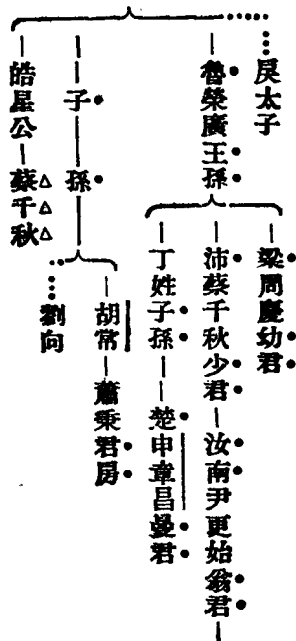 戾太子
魯榮廣王孫
梁周慶幼君
沛蔡千秋少君
汝南尹更始翁君
丁姓子孫
楚申章昌曼君
子
孫
胡常
蕭秉君房
劉向
皓星公
蔡千秋